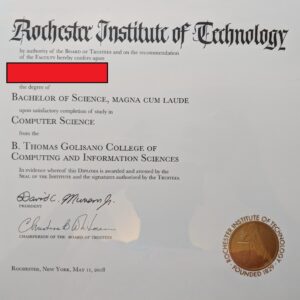 Rochester Institute of Technology
by authority of the Board of Trustees and on the recommendation
of the Faculty hereby confers upon
the degree of
Bachelor of Science, magna cum laude
upon satisfactory completion of study in
Computer Science
from the
B. Thomas Golisano College of
Computing and Information Sciences
In evidence whereof this Diploma is awarded and attested by the
Seal of the Institute and the signatures authorized by the Trustees.
David C. Munson Jr.
President
Chairperson of the Board of Trustees
Rochester, New York, May 11, 2018
ROCHESTER INSTITUTE OF TECHNOLOGY
FOUNDED 1829